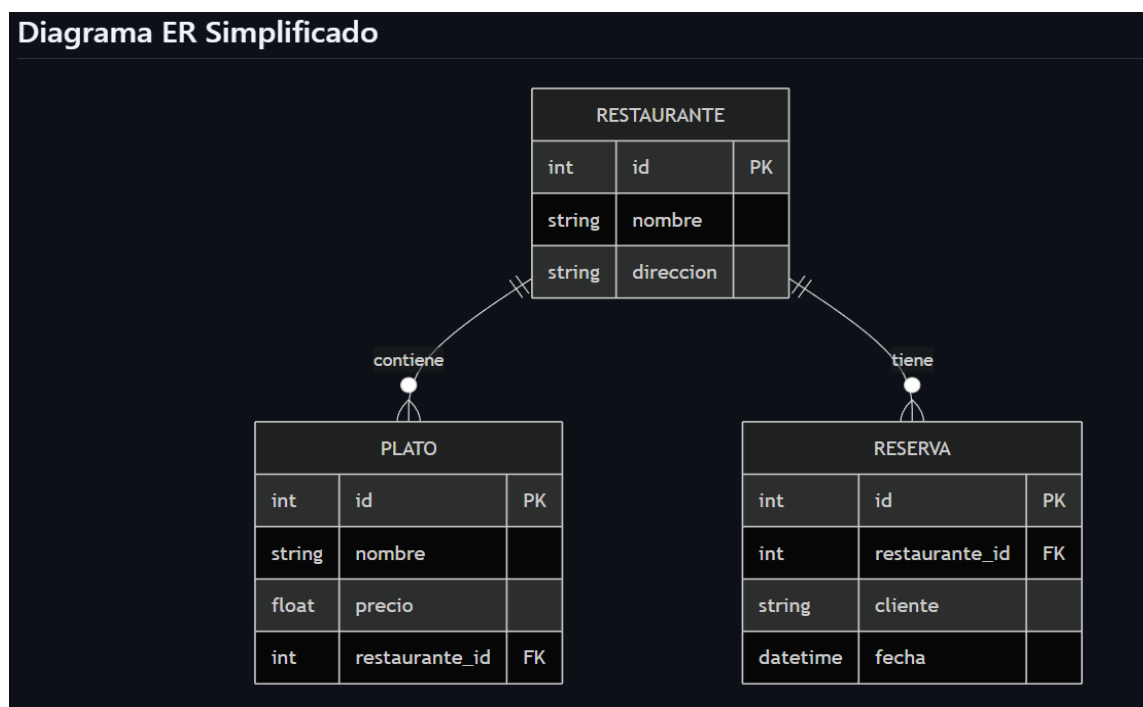 Diagrama ER Simplificado
RESTAURANTE
int id PK
string nombre
string direccion
contiene
tiene
PLATO
int id PK
string nombre
float precio
int restaurante_id FK
RESERVA
int id PK
int restaurante_id FK
string cliente
datetime fecha